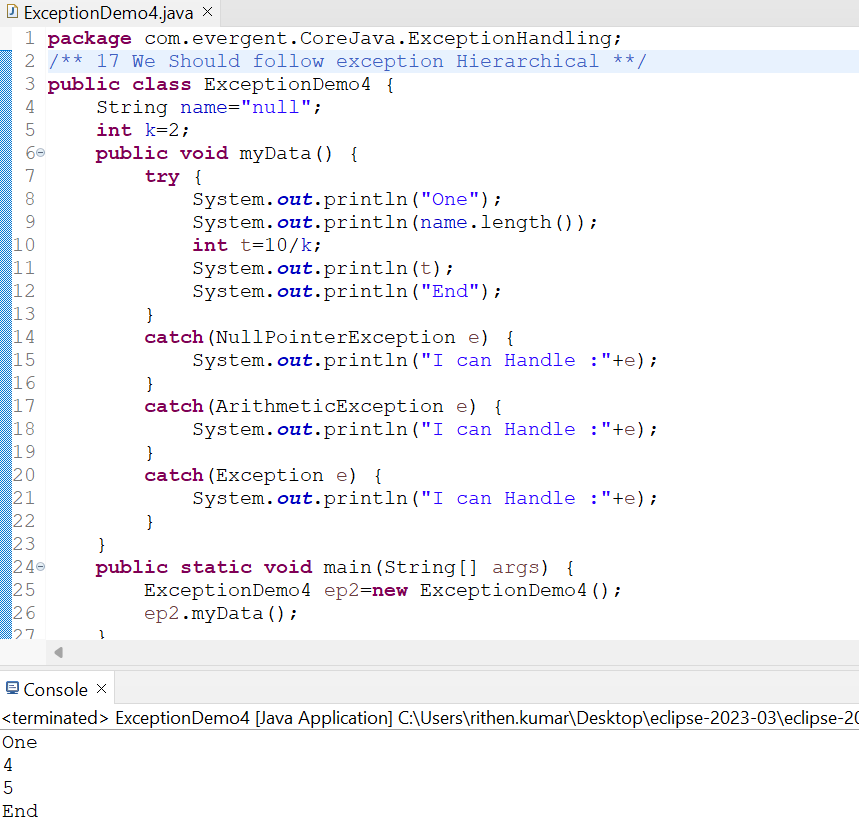 ExceptionDemo4.java
1 package com.evergent.CoreJava.ExceptionHandling;
2 /** 17 We Should follow exception Hierarchical **/
3 public class ExceptionDemo4 {
4     String name="null";
5     int k=2;
6     public void myData() {
7         try {
8             System.out.println("One");
9             System.out.println(name.length());
10             int t=10/k;
11             System.out.println(t);
12             System.out.println("End");
13         }
14         catch(NullPointerException e) {
15             System.out.println("I can Handle :"+e);
16         }
17         catch(ArithmeticException e) {
18             System.out.println("I can Handle :"+e);
19         }
20         catch(Exception e) {
21             System.out.println("I can Handle :"+e);
22         }
23     }
24     public static void main(String[] args) {
25         ExceptionDemo4 ep2=new ExceptionDemo4();
26         ep2.myData();
27     }
Console
<terminated> ExceptionDemo4 [Java Application] C:\Users\rithen.kumar\Desktop\eclipse-2023-03\eclipse-20
One
4
5
End